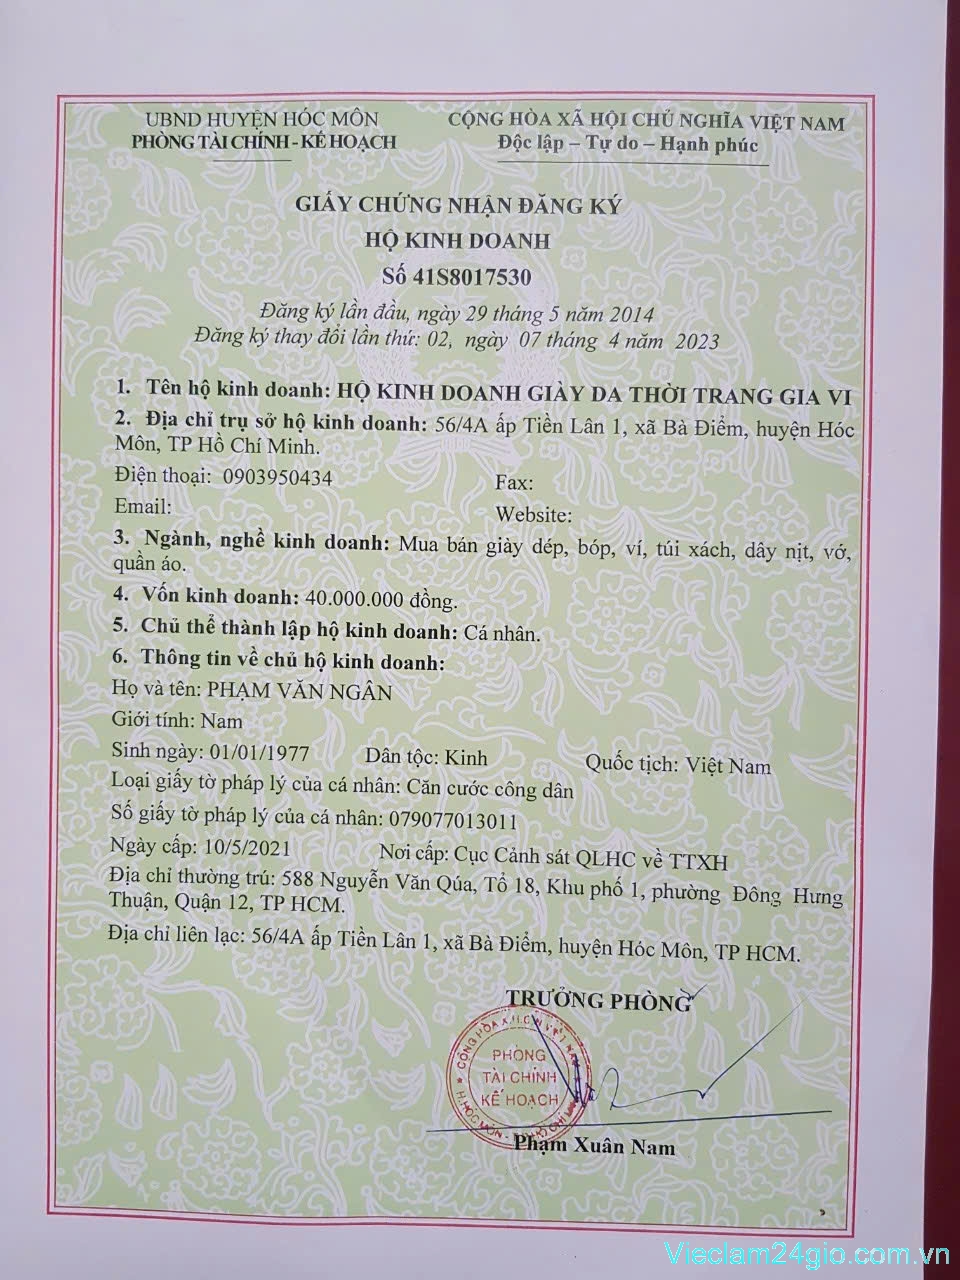 UBND HUYỆN HÓC MÔN
PHÒNG TÀI CHÍNH - KẾ HOẠCH
CỘNG HÒA XÃ HỘI CHỦ NGHĨA VIỆT NAM
Độc lập – Tự do – Hạnh phúc
GIẤY CHỨNG NHẬN ĐĂNG KÝ
HỘ KINH DOANH
Số 41S8017530
Đăng ký lần đầu, ngày 29 tháng 5 năm 2014
Đăng ký thay đổi lần thứ: 02, ngày 07 tháng 4 năm 2023
1. Tên hộ kinh doanh: HỘ KINH DOANH GIÀY DA THỜI TRANG GIA VI
2. Địa chỉ trụ sở hộ kinh doanh: 56/4A ấp Tiền Lân 1, xã Bà Điểm, huyện Hóc
Môn, TP Hồ Chí Minh.
Điện thoại: 0903950434 Fax:
Email: Website:
3. Ngành, nghề kinh doanh: Mua bán giày dép, bóp, ví, túi xách, dây nịt, vớ,
quần áo.
4. Vốn kinh doanh: 40.000.000 đồng.
5. Chủ thể thành lập hộ kinh doanh: Cá nhân.
6. Thông tin về chủ hộ kinh doanh:
Họ và tên: PHẠM VĂN NGÂN
Giới tính: Nam
Sinh ngày: 01/01/1977 Dân tộc: Kinh Quốc tịch: Việt Nam
Loại giấy tờ pháp lý của cá nhân: Căn cước công dân
Số giấy tờ pháp lý của cá nhân: 079077013011
Ngày cấp: 10/5/2021 Nơi cấp: Cục Cảnh sát QLHC về TTXH
Địa chỉ thường trú: 588 Nguyễn Văn Qúa, Tổ 18, Khu phố 1, phường Đông Hưng
Thuận, Quận 12, TP HCM.
Địa chỉ liên lạc: 56/4A ấp Tiền Lân 1, xã Bà Điểm, huyện Hóc Môn, TP HCM.
TRƯỞNG PHÒNG
PHÒNG
TÀI CHÍNH
KẾ HOẠCH
Phạm Xuân Nam
Vieclam24gio.com.vn